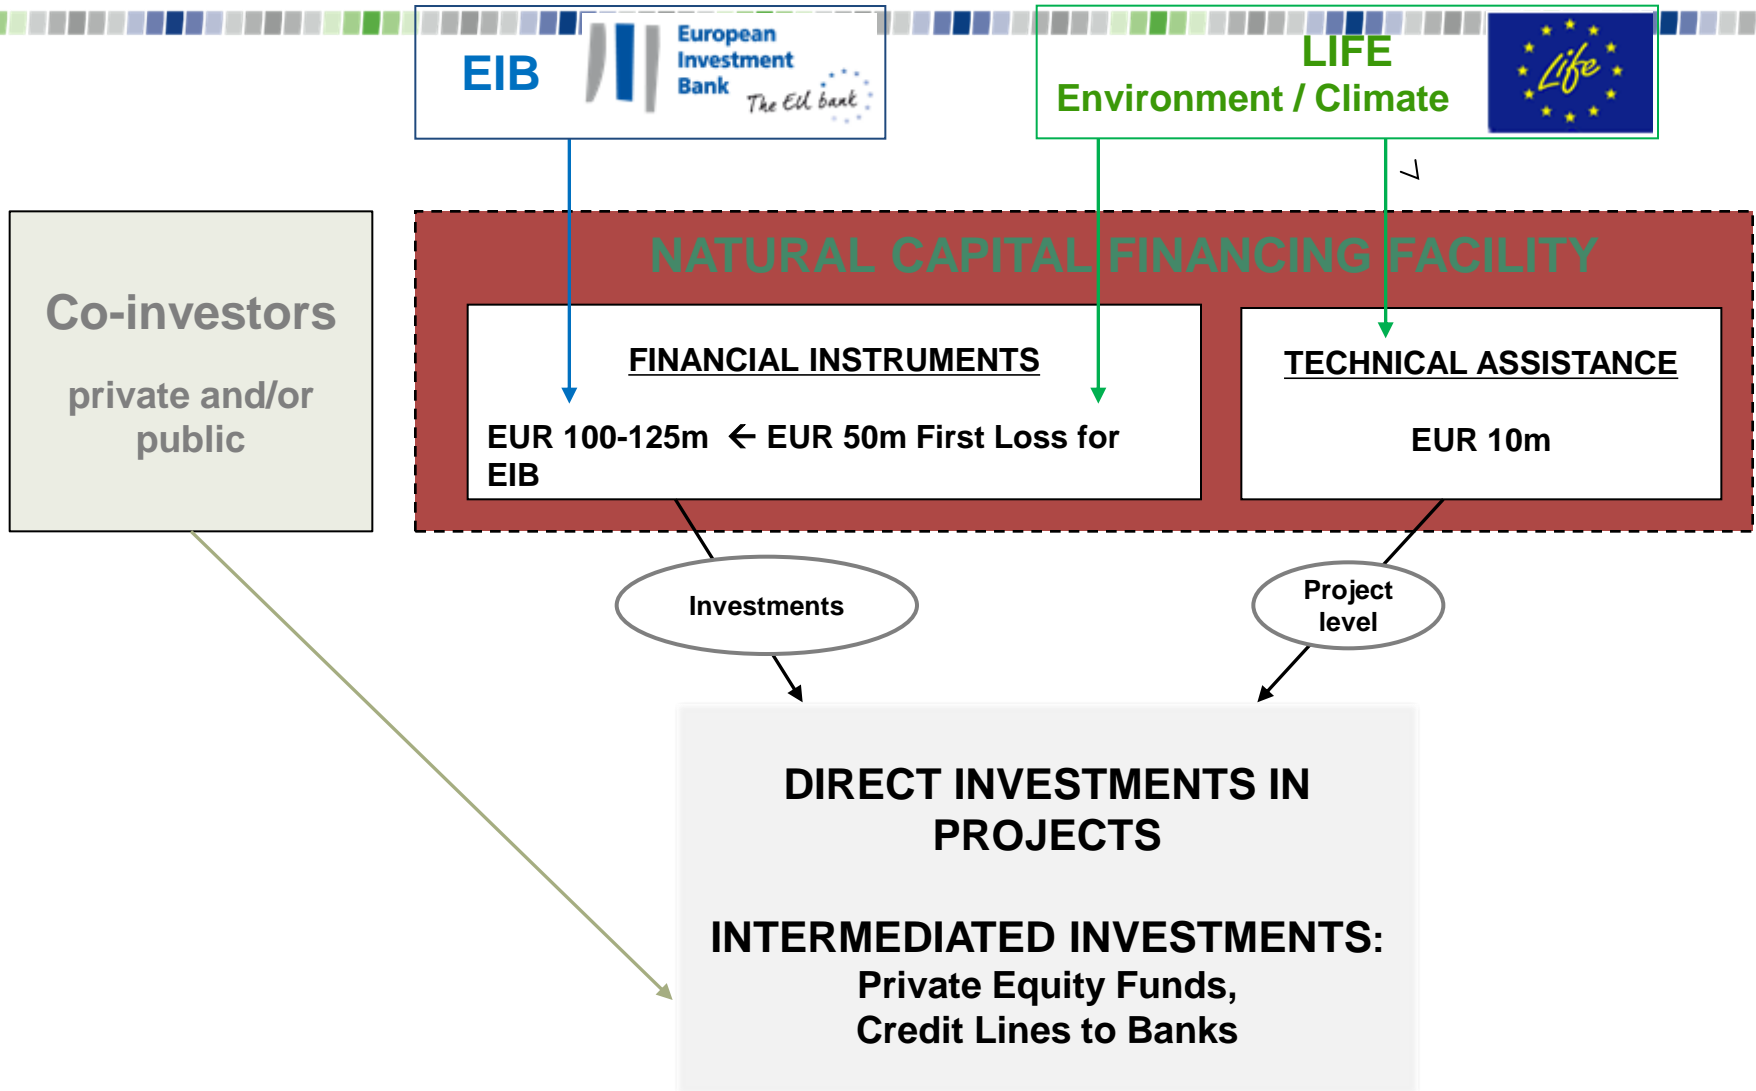 EIB
European
Investment
Bank
The EU bank
LIFE
Environment / Climate
Life
Co-investors
private and/or
public
NATURAL CAPITAL FINANCING FACILITY
FINANCIAL INSTRUMENTS
EUR 100-125m ← EUR 50m First Loss for
EIB
TECHNICAL ASSISTANCE
EUR 10m
Investments
Project
level
DIRECT INVESTMENTS IN
PROJECTS
INTERMEDIATED INVESTMENTS:
Private Equity Funds,
Credit Lines to Banks